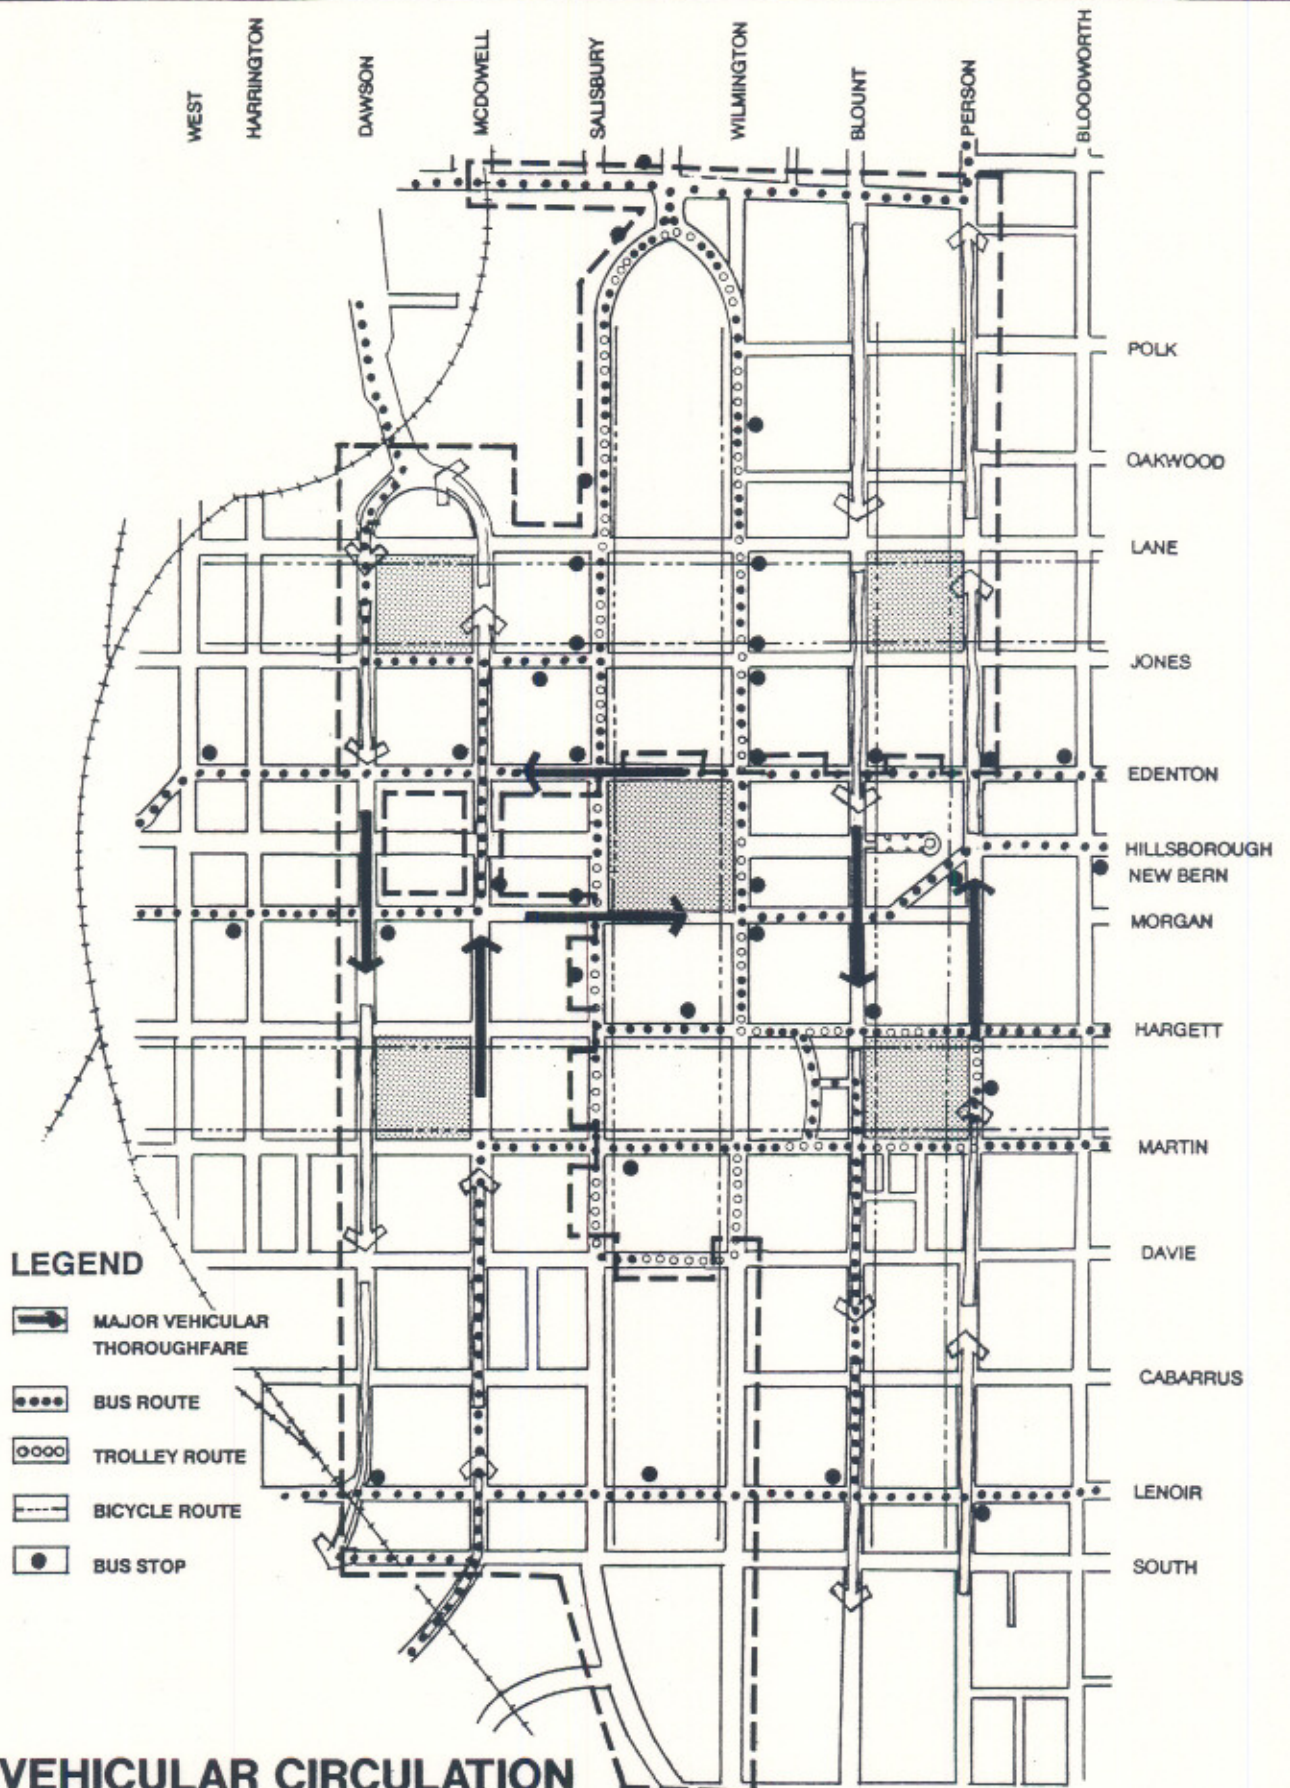 WEST
HARRINGTON
DAWSON
MCDOWELL
SALISBURY
WILMINGTON
BLOUNT
PERSON
BLOODWORTH
POLK
OAKWOOD
LANE
JONES
EDENTON
HILLSBOROUGH
NEW BERN
MORGAN
HARGETT
MARTIN
DAVIE
CABARRUS
LENOIR
SOUTH
LEGEND
MAJOR VEHICULAR
THOROUGHFARE
BUS ROUTE
TROLLEY ROUTE
BICYCLE ROUTE
BUS STOP
VEHICULAR CIRCULATION